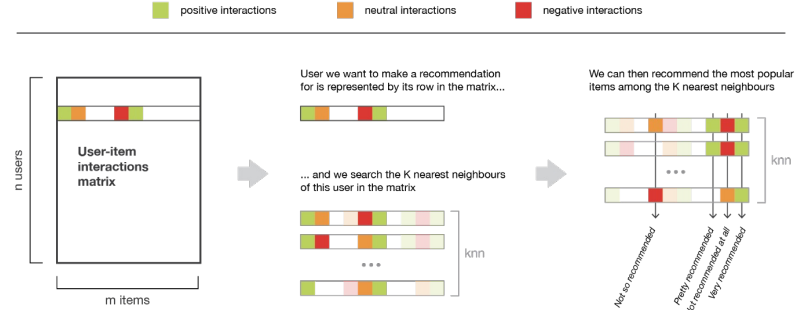 positive interactions
neutral interactions
negative interactions
n users
User-item
interactions
matrix
m items
User we want to make a recommendation
for is represented by its row in the matrix...
... and we search the K nearest neighbours
of this user in the matrix
knn
We can then recommend the most popular
items among the K nearest neighbours
knn
Not so recommended
Pretty recommended
Not recommended at all
Very recommended